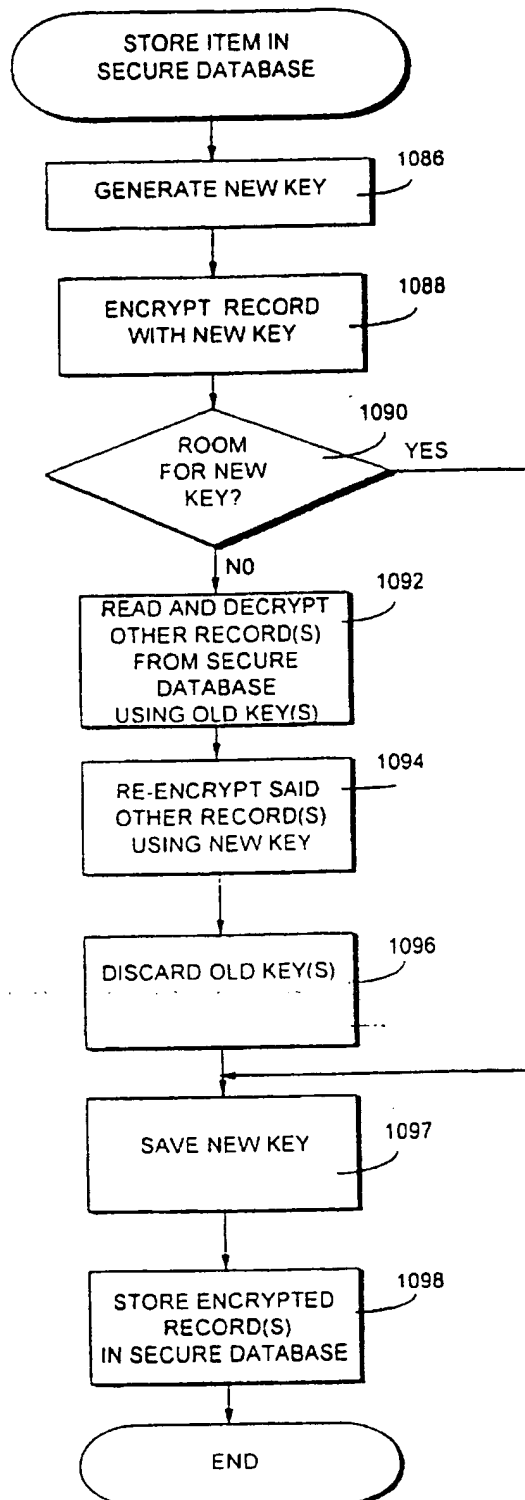 STORE ITEM IN
SECURE DATABASE
1086
GENERATE NEW KEY
1088
ENCRYPT RECORD
WITH NEW KEY
1090
ROOM
FOR NEW
KEY?
YES
NO
1092
READ AND DECRYPT
OTHER RECORD(S)
FROM SECURE
DATABASE
USING OLD KEY(S)
1094
RE-ENCRYPT SAID
OTHER RECORD(S)
USING NEW KEY
1096
DISCARD OLD KEY(S)
1097
SAVE NEW KEY
1098
STORE ENCRYPTED
RECORD(S)
IN SECURE DATABASE
END